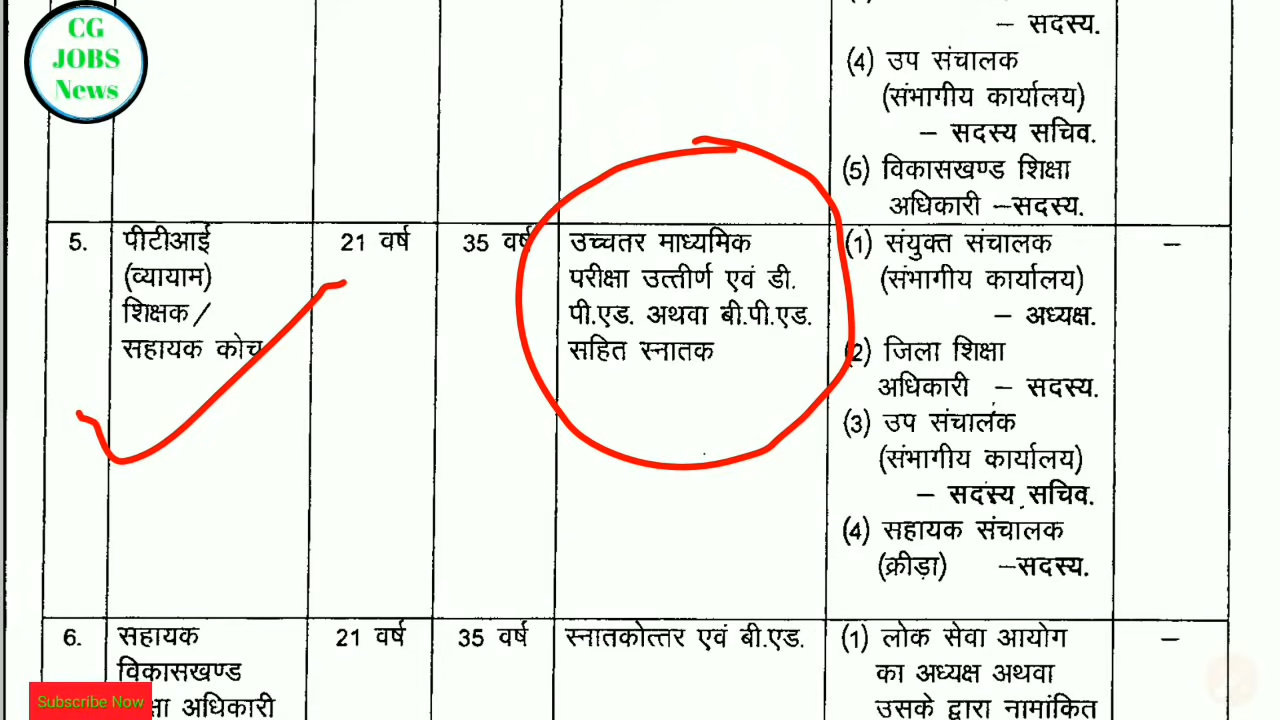 CG
JOBS
News
– सदस्य.
(4) उप संचालक
(संभागीय कार्यालय)
– सदस्य सचिव.
(5) विकासखण्ड शिक्षा
अधिकारी –सदस्य.
5.
पीटीआई
(व्यायाम)
शिक्षक/
सहायक कोच
21 वर्ष
35 वर्ष
उच्चतर माध्यमिक
परीक्षा उत्तीर्ण एवं डी.
पी.एड. अथवा बी.पी.एड.
सहित स्नातक
(1) संयुक्त संचालक
(संभागीय कार्यालय)
– अध्यक्ष.
(2) जिला शिक्षा
अधिकारी – सदस्य.
(3) उप संचालक
(संभागीय कार्यालय)
– सदस्य सचिव.
(4) सहायक संचालक
(क्रीड़ा) –सदस्य.
–
6.
सहायक
विकासखण्ड
अधिकारी
21 वर्ष
35 वर्ष
स्नातकोत्तर एवं बी.एड.
(1) लोक सेवा आयोग
का अध्यक्ष अथवा
उसके द्वारा नामांकित
–
Subscribe Now